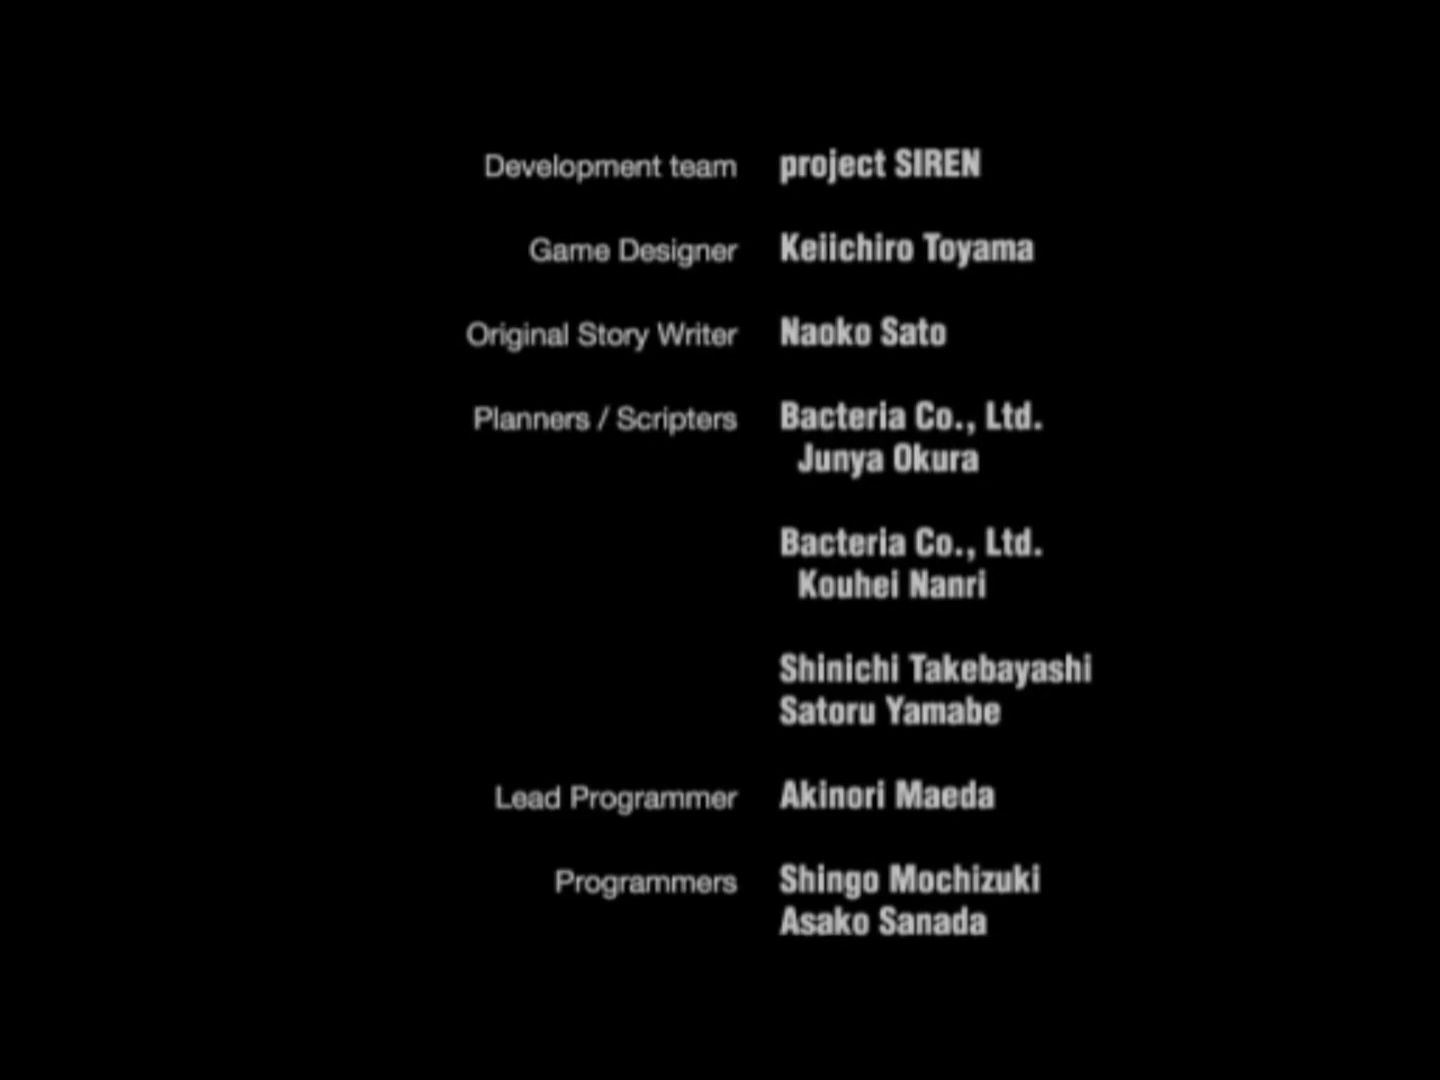 Development team project SIREN
Game Designer Keiichiro Toyama
Original Story Writer Naoko Sato
Planners / Scripters Bacteria Co., Ltd.
Junya Okura
Bacteria Co., Ltd.
Kouhei Nanri
Shinichi Takebayashi
Satoru Yamabe
Lead Programmer Akinori Maeda
Programmers Shingo Mochizuki
Asako Sanada